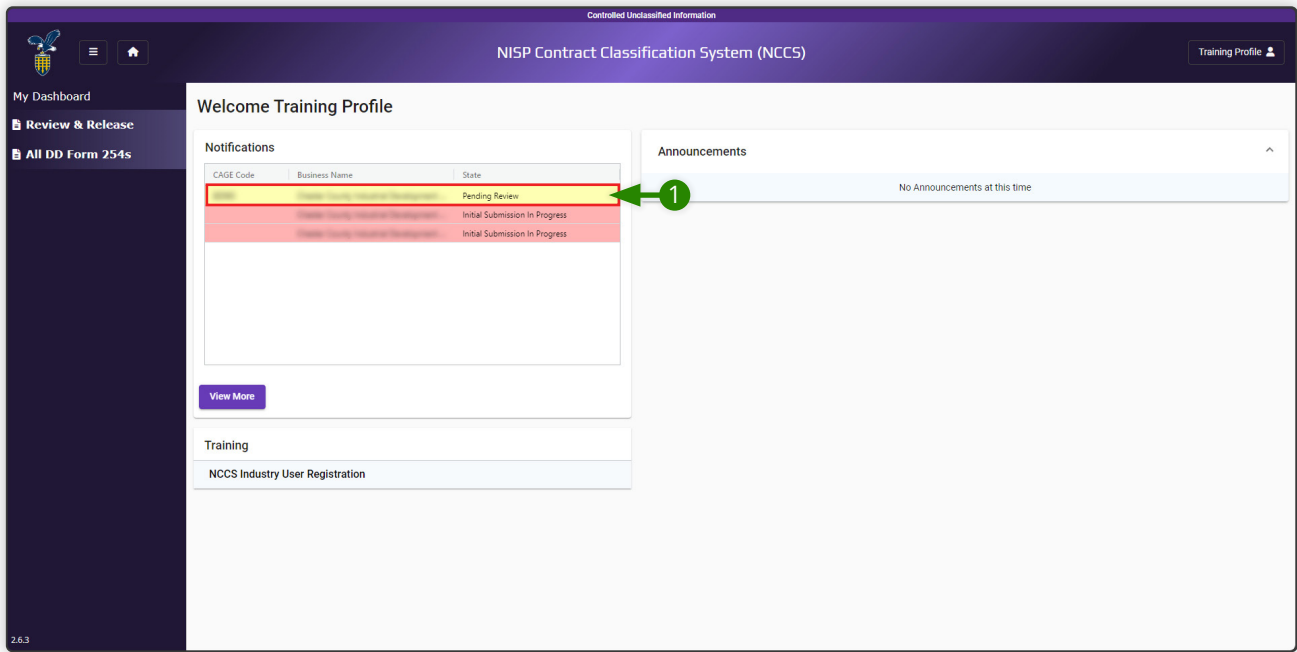 Controlled Unclassified Information
NISP Contract Classification System (NCCS)
Training Profile
My Dashboard
Review & Release
All DD Form 254s
Welcome Training Profile
Notifications
CAGE Code Business Name State
Pending Review
Initial Submission In Progress
Initial Submission In Progress
1
View More
Training
NCCS Industry User Registration
Announcements
No Announcements at this time
2.6.3